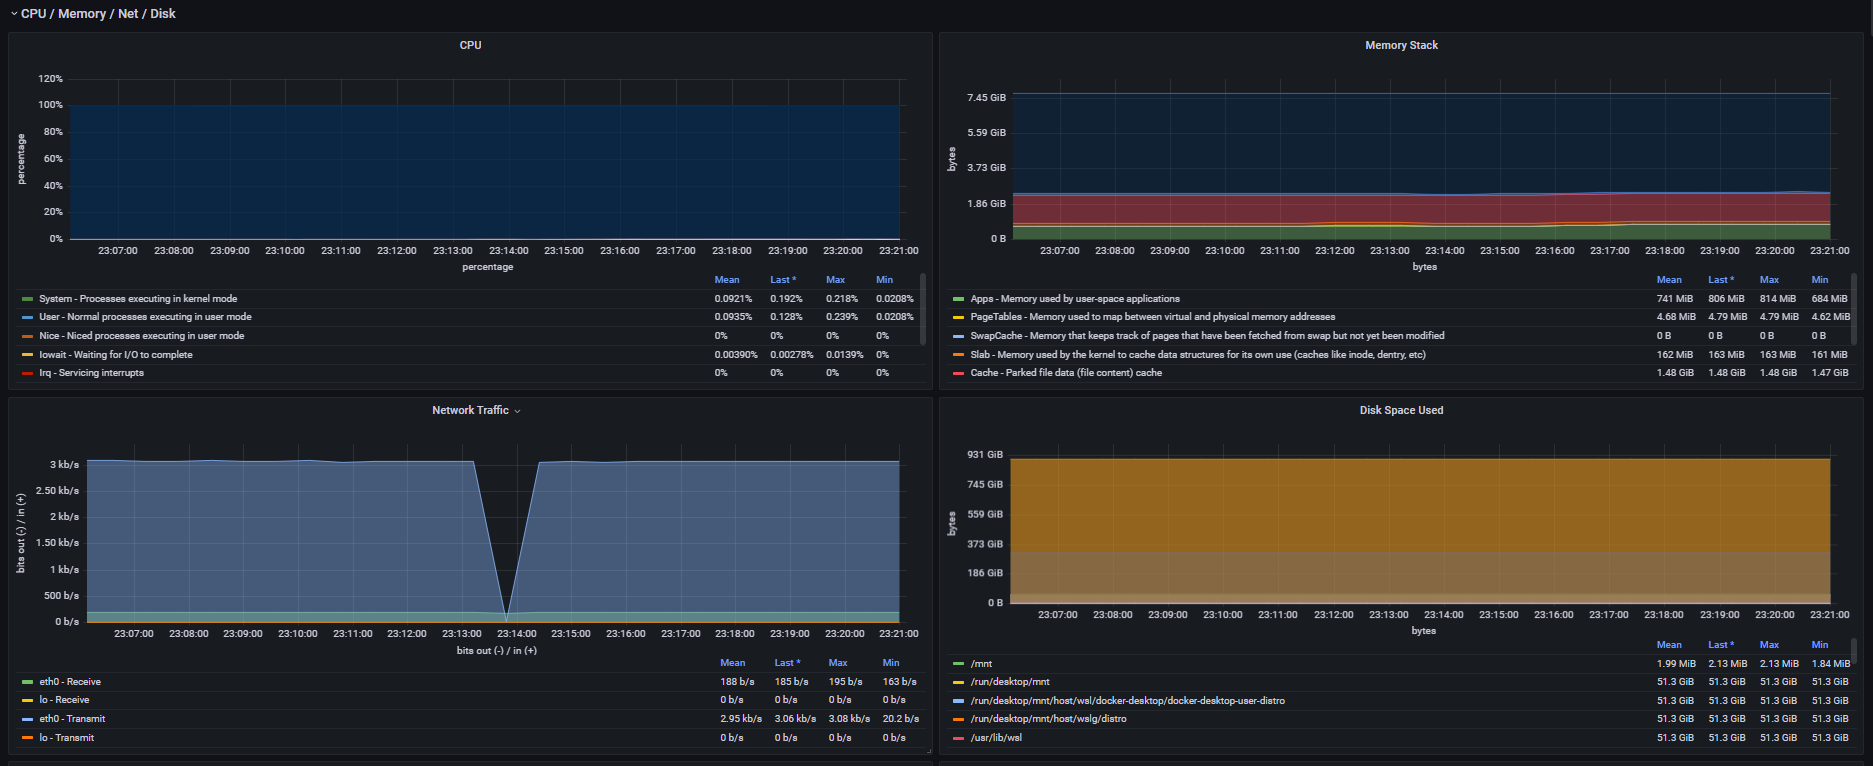 CPU / Memory / Net / Disk
CPU
120%
100%
80%
60%
40%
20%
0%
percentage
23:07:00 23:08:00 23:09:00 23:10:00 23:11:00 23:12:00 23:13:00 23:14:00 23:15:00 23:16:00 23:17:00 23:18:00 23:19:00 23:20:00 23:21:00
percentage
Mean Last * Max Min
System - Processes executing in kernel mode 0.0921% 0.192% 0.218% 0.0208%
User - Normal processes executing in user mode 0.0935% 0.128% 0.239% 0.0208%
Nice - Niced processes executing in user mode 0% 0% 0% 0%
Iowait - Waiting for I/O to complete 0.00390% 0.00278% 0.0139% 0%
Irq - Servicing interrupts 0% 0% 0% 0%
Memory Stack
7.45 GiB
5.59 GiB
3.73 GiB
1.86 GiB
0 B
bytes
23:07:00 23:08:00 23:09:00 23:10:00 23:11:00 23:12:00 23:13:00 23:14:00 23:15:00 23:16:00 23:17:00 23:18:00 23:19:00 23:20:00 23:21:00
bytes
Mean Last * Max Min
Apps - Memory used by user-space applications 741 MiB 806 MiB 814 MiB 684 MiB
PageTables - Memory used to map between virtual and physical memory addresses 4.68 MiB 4.79 MiB 4.79 MiB 4.62 MiB
SwapCache - Memory that keeps track of pages that have been fetched from swap but not yet been modified 0 B 0 B 0 B 0 B
Slab - Memory used by the kernel to cache data structures for its own use (caches like inode, dentry, etc) 162 MiB 163 MiB 163 MiB 161 MiB
Cache - Parked file data (file content) cache 1.48 GiB 1.48 GiB 1.48 GiB 1.47 GiB
Network Traffic
3 kb/s
2.50 kb/s
2 kb/s
1.50 kb/s
1 kb/s
500 b/s
0 b/s
bits out (-) / in (+)
23:07:00 23:08:00 23:09:00 23:10:00 23:11:00 23:12:00 23:13:00 23:14:00 23:15:00 23:16:00 23:17:00 23:18:00 23:19:00 23:20:00 23:21:00
bits out (-) / in (+)
Mean Last * Max Min
eth0 - Receive 188 b/s 185 b/s 195 b/s 163 b/s
lo - Receive 0 b/s 0 b/s 0 b/s 0 b/s
eth0 - Transmit 2.95 kb/s 3.06 kb/s 3.08 kb/s 20.2 b/s
lo - Transmit 0 b/s 0 b/s 0 b/s 0 b/s
Disk Space Used
931 GiB
745 GiB
559 GiB
373 GiB
186 GiB
0 B
bytes
23:07:00 23:08:00 23:09:00 23:10:00 23:11:00 23:12:00 23:13:00 23:14:00 23:15:00 23:16:00 23:17:00 23:18:00 23:19:00 23:20:00 23:21:00
bytes
Mean Last * Max Min
/mnt 1.99 MiB 2.13 MiB 2.13 MiB 1.84 MiB
/run/desktop/mnt 51.3 GiB 51.3 GiB 51.3 GiB 51.3 GiB
/run/desktop/mnt/host/wsl/docker-desktop/docker-desktop-user-distro 51.3 GiB 51.3 GiB 51.3 GiB 51.3 GiB
/run/desktop/mnt/host/wslg/distro 51.3 GiB 51.3 GiB 51.3 GiB 51.3 GiB
/usr/lib/wsl 51.3 GiB 51.3 GiB 51.3 GiB 51.3 GiB